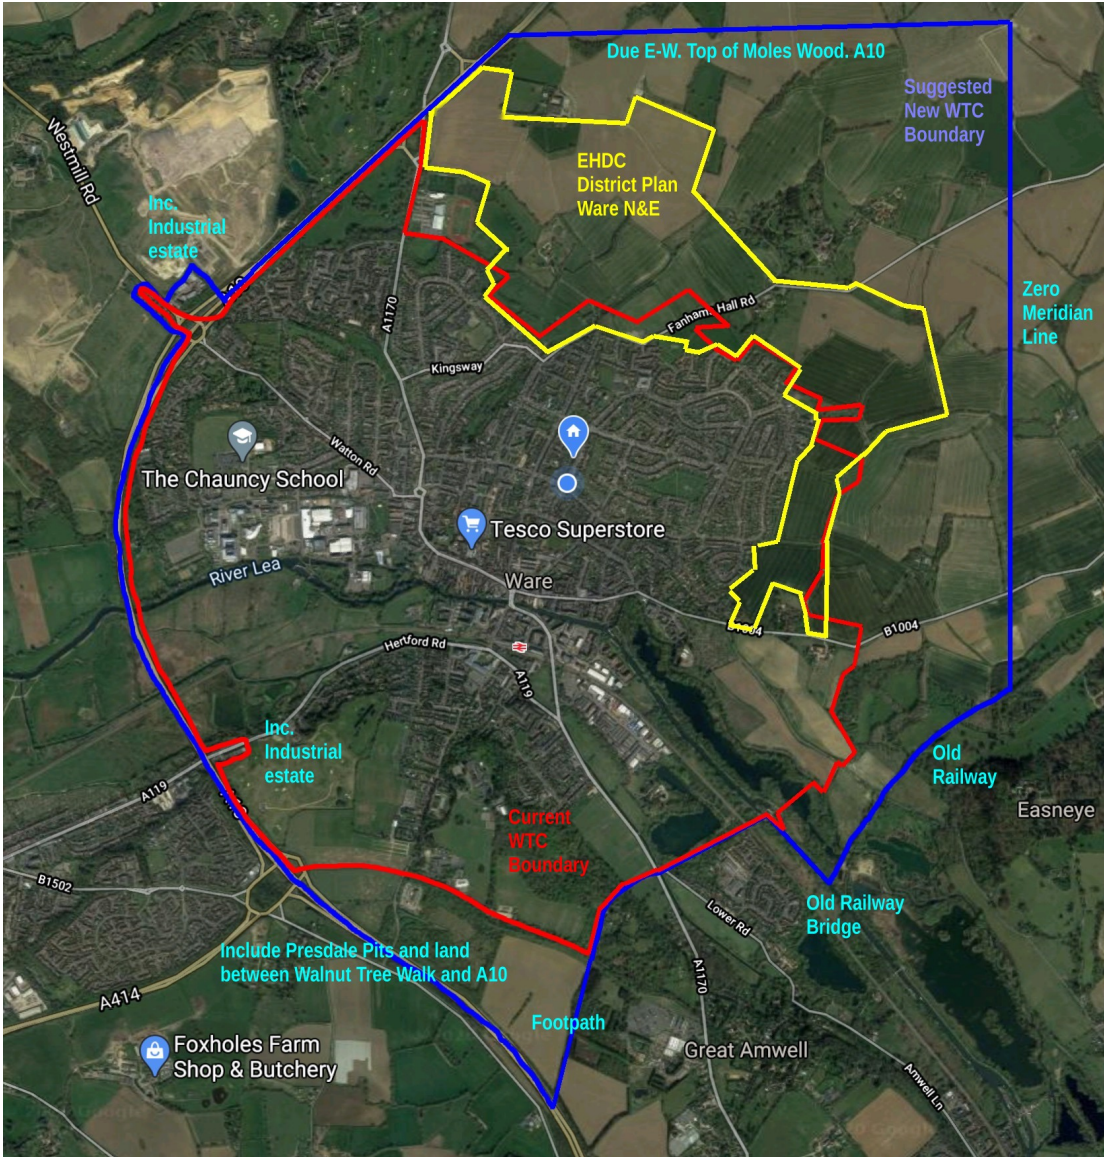 Due E-W. Top of Moles Wood. A10
Suggested
New WTC
Boundary
Westmill Rd
EHDC
District Plan
Ware N&E
Inc.
Industrial
estate
Zero
Meridian
Line
A1170
Fanhams Hall Rd
Kingsway
Watton Rd
The Chauncy School
Tesco Superstore
River Lea
Ware
B1004
B1004
Hertford Rd
A119
Inc.
Industrial
estate
Old
Railway
A119
Easneye
Current
WTC
Boundary
B1502
Old Railway
Bridge
Lower Rd
Include Presdale Pits and land
between Walnut Tree Walk and A10
A1170
A414
Footpath
Foxholes Farm
Shop & Butchery
Great Amwell
Amwell Ln